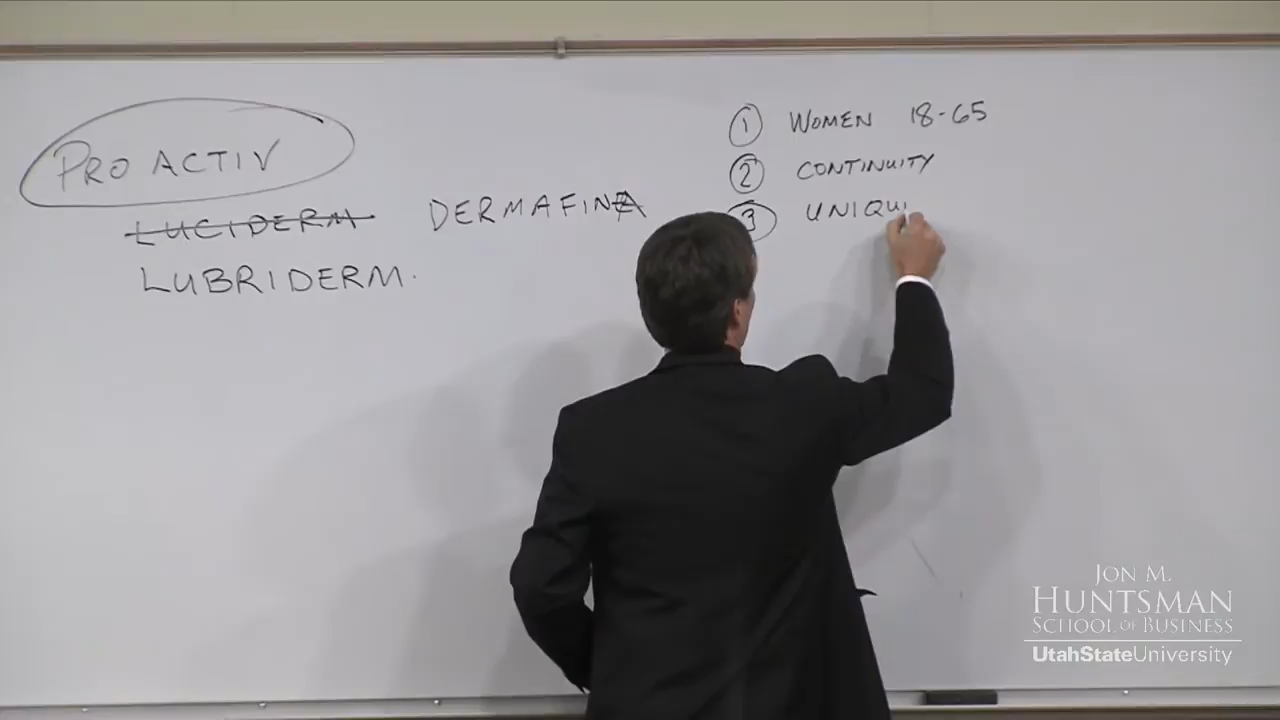 PRO ACTIV
LUCIDERM
DERMAFINA
LUBRIDERM.
1 WOMEN 18-65
2 CONTINUITY
3 UNIQU
JON M.
HUNTSMAN
SCHOOL OF BUSINESS
UtahStateUniversity